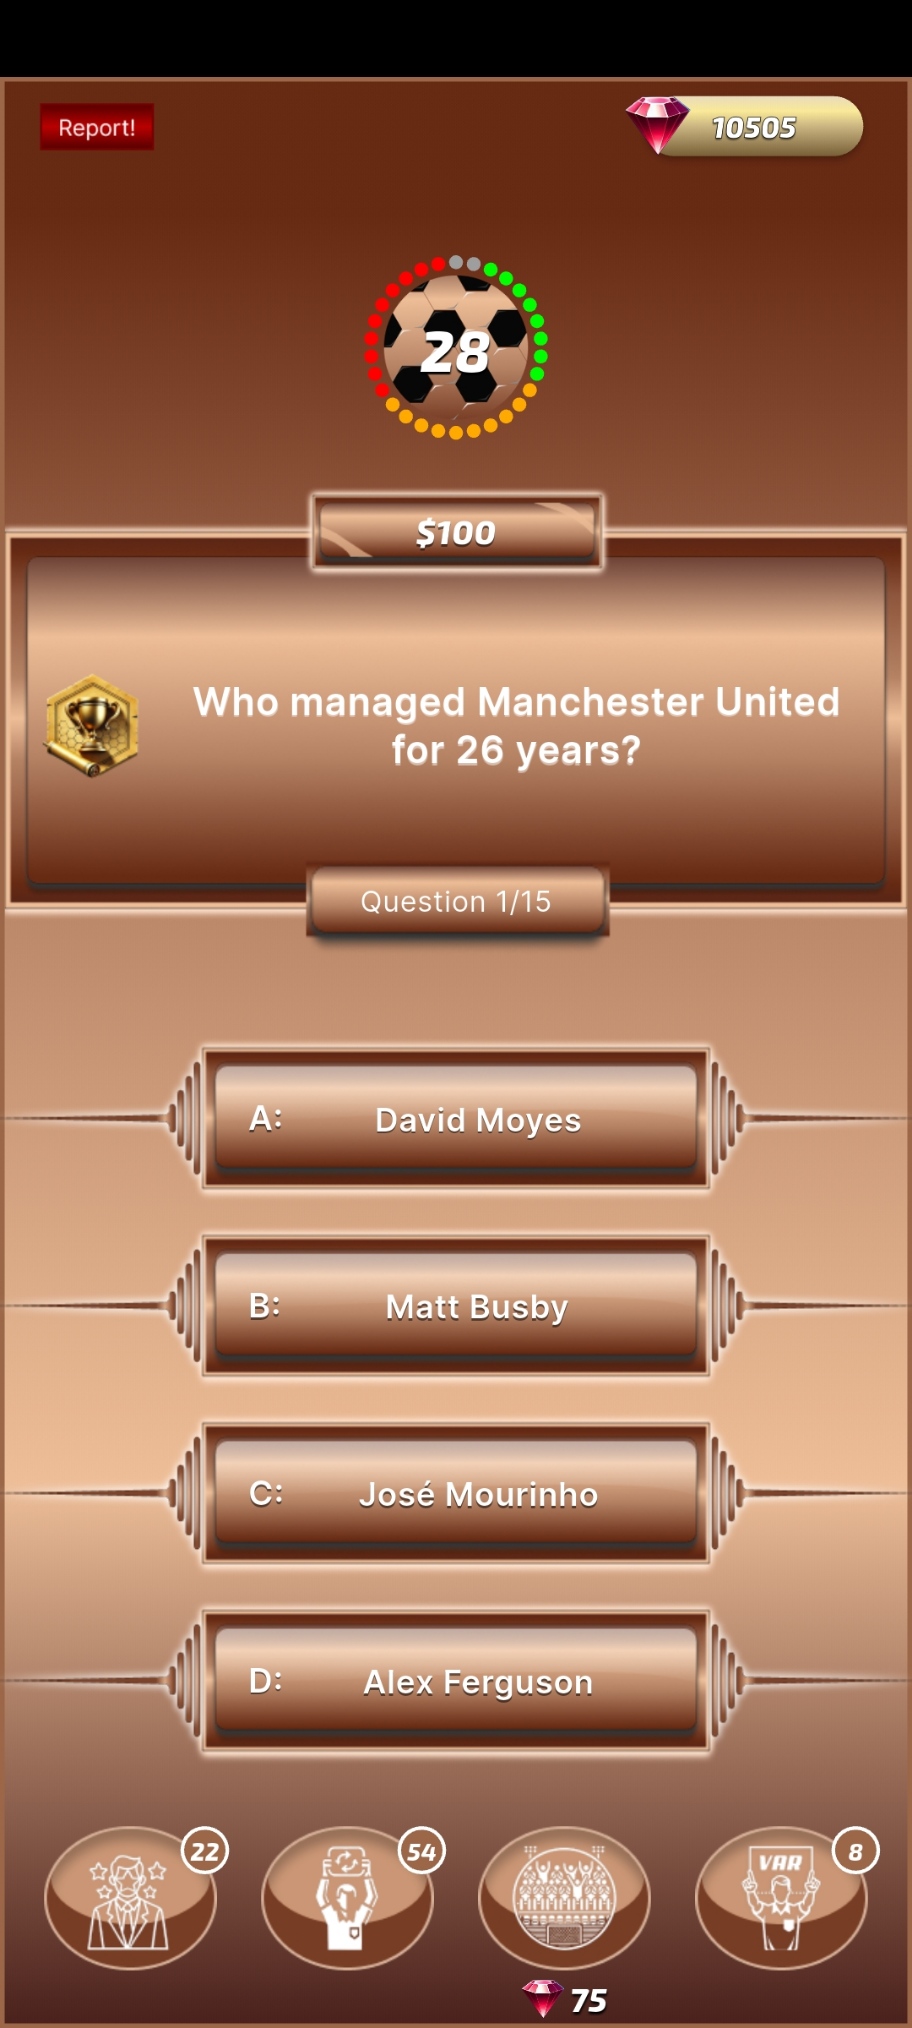 Report!
10505
28
$100
Who managed Manchester United
for 26 years?
Question 1/15
A: David Moyes
B: Matt Busby
C: José Mourinho
D: Alex Ferguson
22
54
VAR
8
75